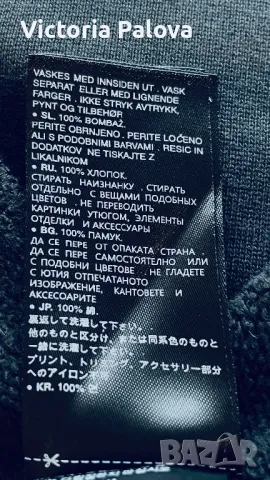 Victoria Palova
VASKES MED INNSIDEN UT . VASK
SEPARAT ELLER MED LIGNENDE
FARGER . IKKE STRYK AVTRYKK,
PYNT OG TILBEHØR
• SL. 100% BOMBAŽ
PERITE OBRNJENO . PERITE LOČENO
ALI S PODOBNIMI BARVAMI . RESIC IN
DODATKOV NE TISKAJTE Z
LIKALNIKOM
• RU. 100% ХЛОПОК.
СТИРАТЬ НАИЗНАНКУ . СТИРАТЬ
ОТДЕЛЬНО С ВЕЩАМИ ПОДОБНЫХ
ЦВЕТОВ . НЕ ПЕРЕВОДИТЬ
КАРТИНКИ УТЮГОМ, ЭЛЕМЕНТЫ
ОТДЕЛКИ И АКСЕССУАРЫ
• BG. 100% ПАМУК.
ДА СЕ ПЕРЕ ОТ ОПАКАТА СТРАНА
ДА СЕ ПЕРЕ САМОСТОЯТЕЛНО ИЛИ
С ПОДОБНИ ЦВЕТОВЕ . НЕ ГЛАДЕТЕ
С ЮТИЯ ОТПЕЧАТАНОТО
ИЗОБРАЖЕНИЕ, КАНТОВЕТЕ И
АКСЕСОАРИТЕ
• JP. 100% 綿.
裏返して洗濯して下さい。
他のものと区分け、または同系色のものと
一緒に洗濯して下さい。
プリント、トリミング、アクセサリー部分
へのアイロン
• KR. 100%
BAZAR